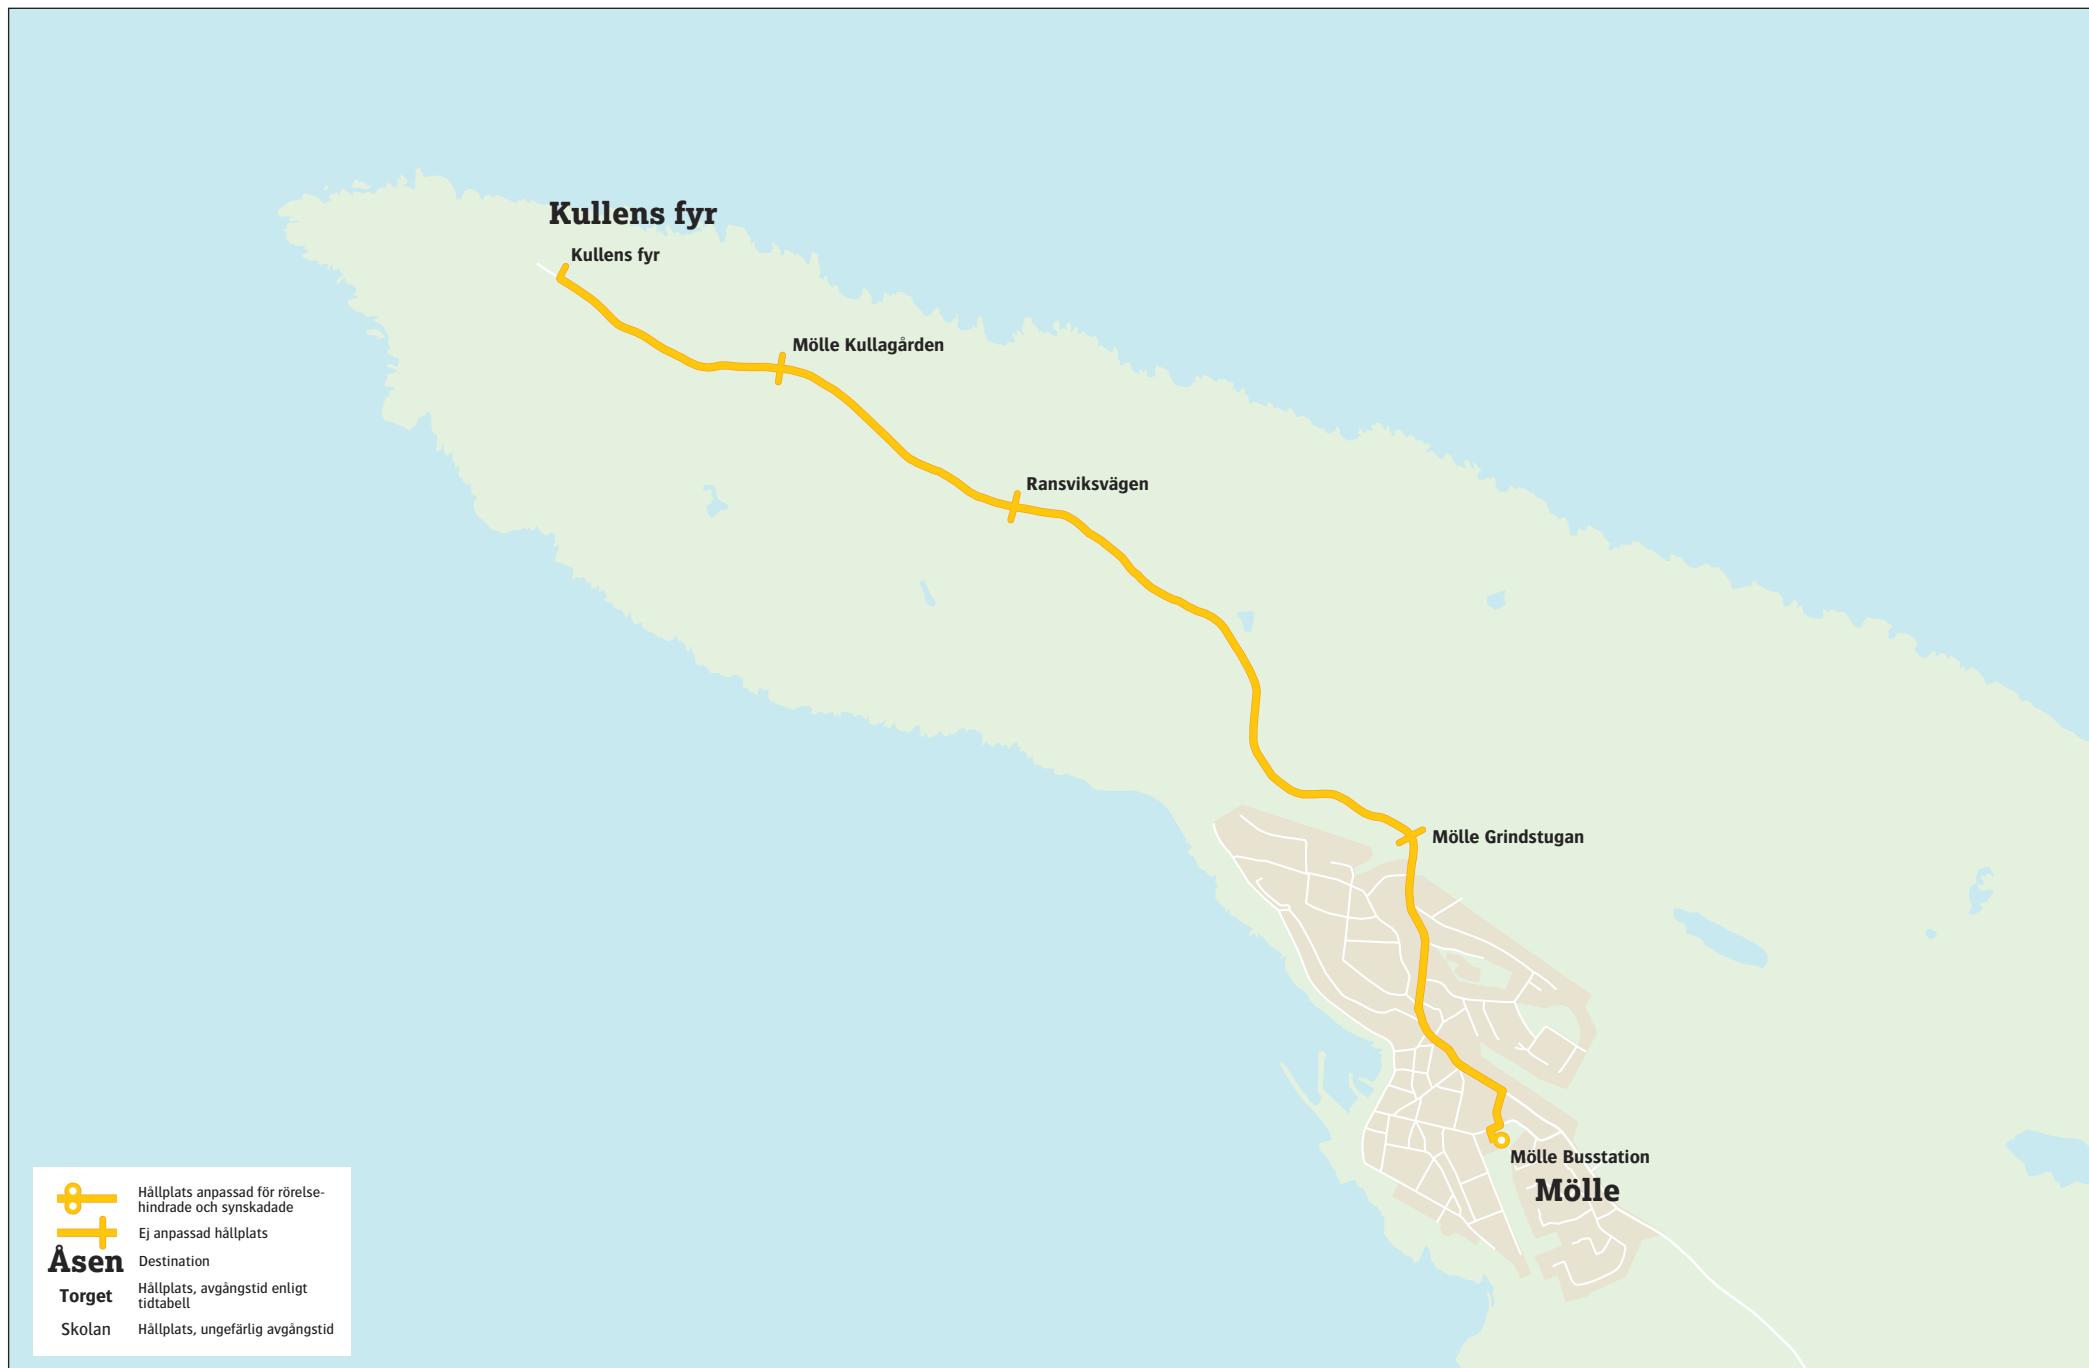 Kullens fyr
Kullens fyr
Mölle Kullagården
Ransviksvägen
Mölle Grindstugan
Mölle Busstation
Mölle
Hållplats anpassad för rörelse-
hindrade och synskadade
Ej anpassad hållplats
Åsen Destination
Torget Hållplats, avgångstid enligt
tidtabell
Skolan Hållplats, ungefärlig avgångstid